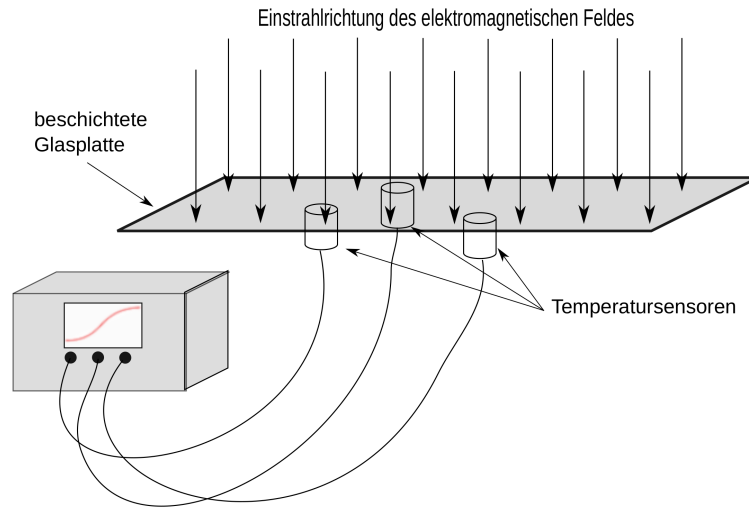 Einstrahlrichtung des elektromagnetischen Feldes
beschichtete
Glasplatte
Temperatursensoren